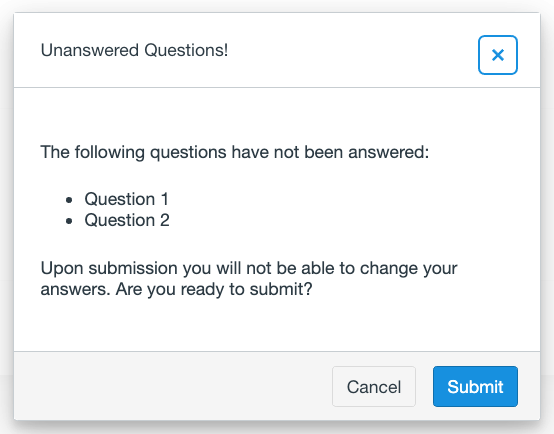 Unanswered Questions!
×
The following questions have not been answered:
• Question 1
• Question 2
Upon submission you will not be able to change your
answers. Are you ready to submit?
Cancel
Submit